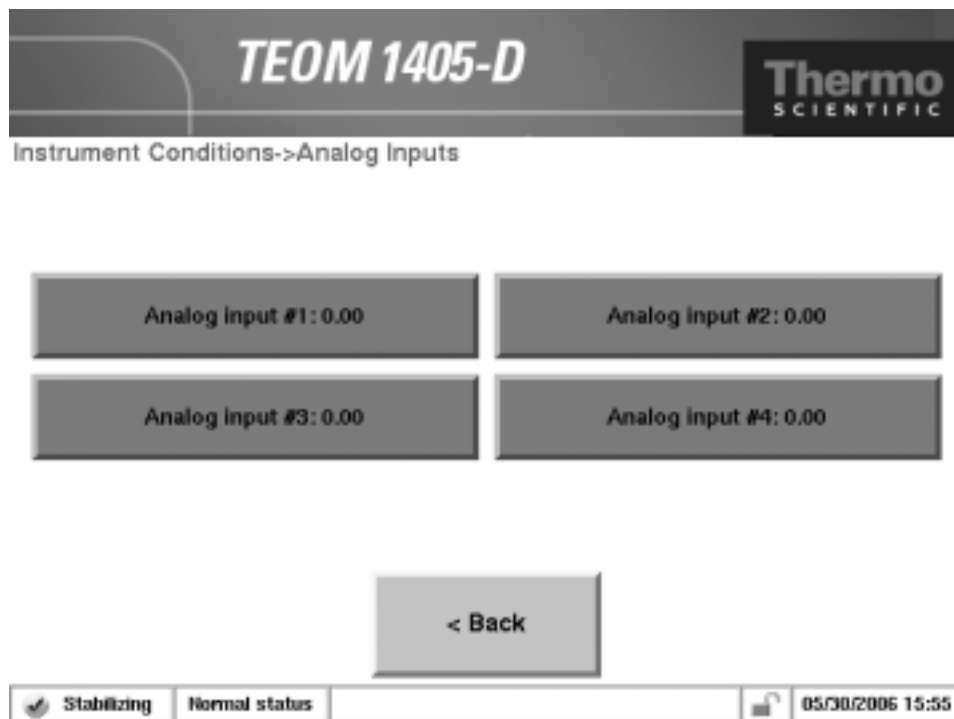 TEOM 1405-D
Thermo
SCIENTIFIC
Instrument Conditions->Analog Inputs
Analog input #1: 0.00
Analog input #2: 0.00
Analog input #3: 0.00
Analog input #4: 0.00
< Back
Stabilizing
Normal status
05/30/2006 15:55